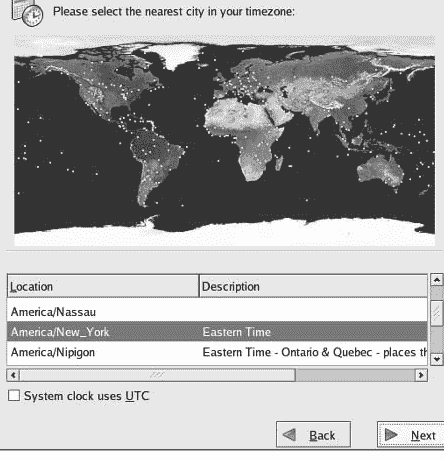 Please select the nearest city in your timezone:
Location Description
America/Nassau
America/New_York Eastern Time
America/Nipigon Eastern Time - Ontario & Quebec - places th
System clock uses UTC
Back Next